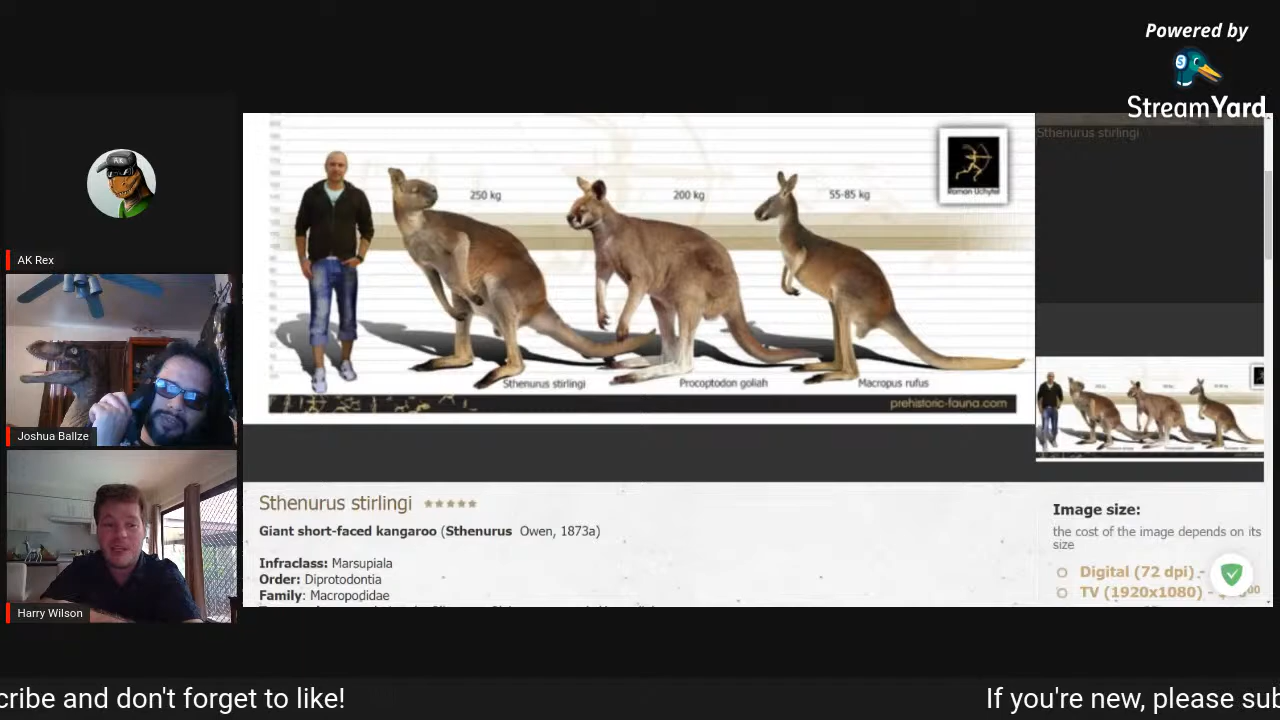 Powered by
StreamYard
Sthenurus stirlingi
AK Rex
Joshua Ballze
Harry Wilson
250 kg
200 kg
55-85 kg
Roman Uchytel
Sthenurus stirlingi
Procoptodon goliah
Macropus rufus
prehistoric-fauna.com
Sthenurus stirlingi
Giant short-faced kangaroo (Sthenurus Owen, 1873a)
Infraclass: Marsupiala
Order: Diprotodontia
Family: Macropodidae
Image size:
the cost of the image depends on its
size
Digital (72 dpi) -
TV (1920x1080) -
cribe and don't forget to like!
If you're new, please sub